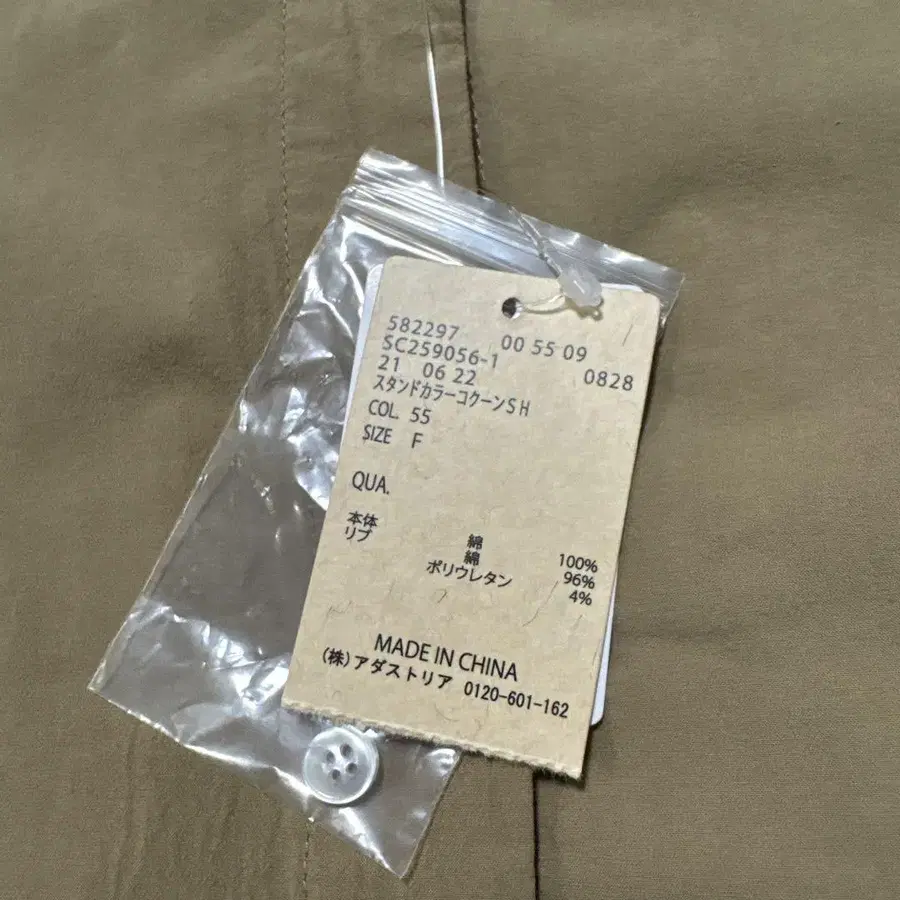 582297 00 55 09
SC259056-1
21 06 22 0828
スタンドカラーコクーンSH
COL. 55
SIZE F
QUA.
本体 綿 100%
リブ 綿 96%
ポリウレタン 4%
MADE IN CHINA
(株)アダストリア 0120-601-162